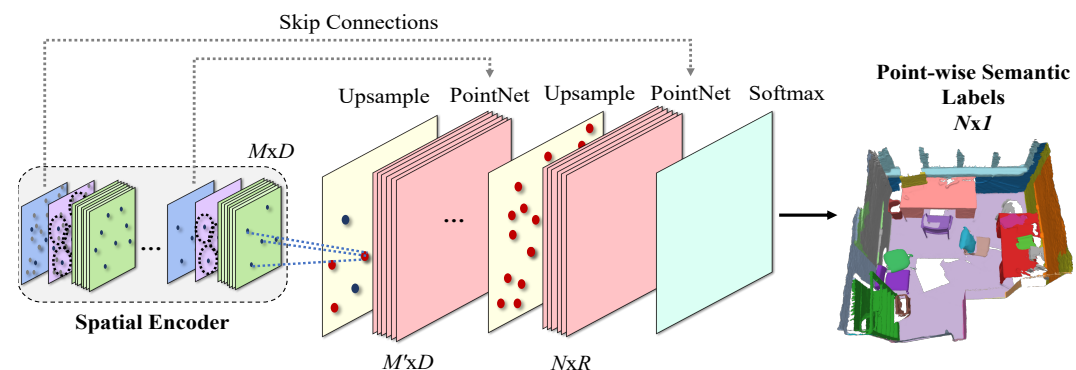 Skip Connections
Upsample PointNet Upsample PointNet Softmax
Point-wise Semantic
Labels
Nx1
MxD
...
...
Spatial Encoder
M'xD
NxR